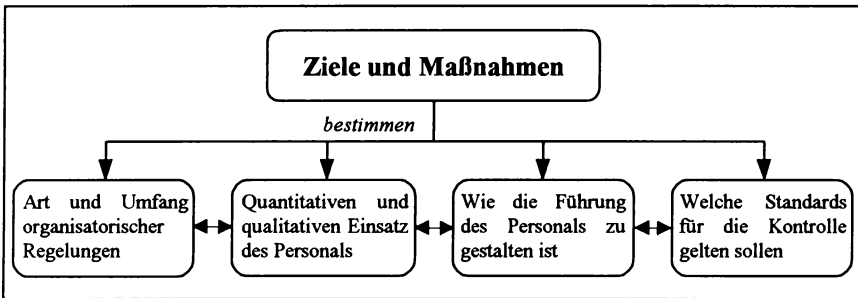 Ziele und Maßnahmen
bestimmen
Art und Umfang
organisatorischer
Regelungen
Quantitativen und
qualitativen Einsatz
des Personals
Wie die Führung
des Personals zu
gestalten ist
Welche Standards
für die Kontrolle
gelten sollen